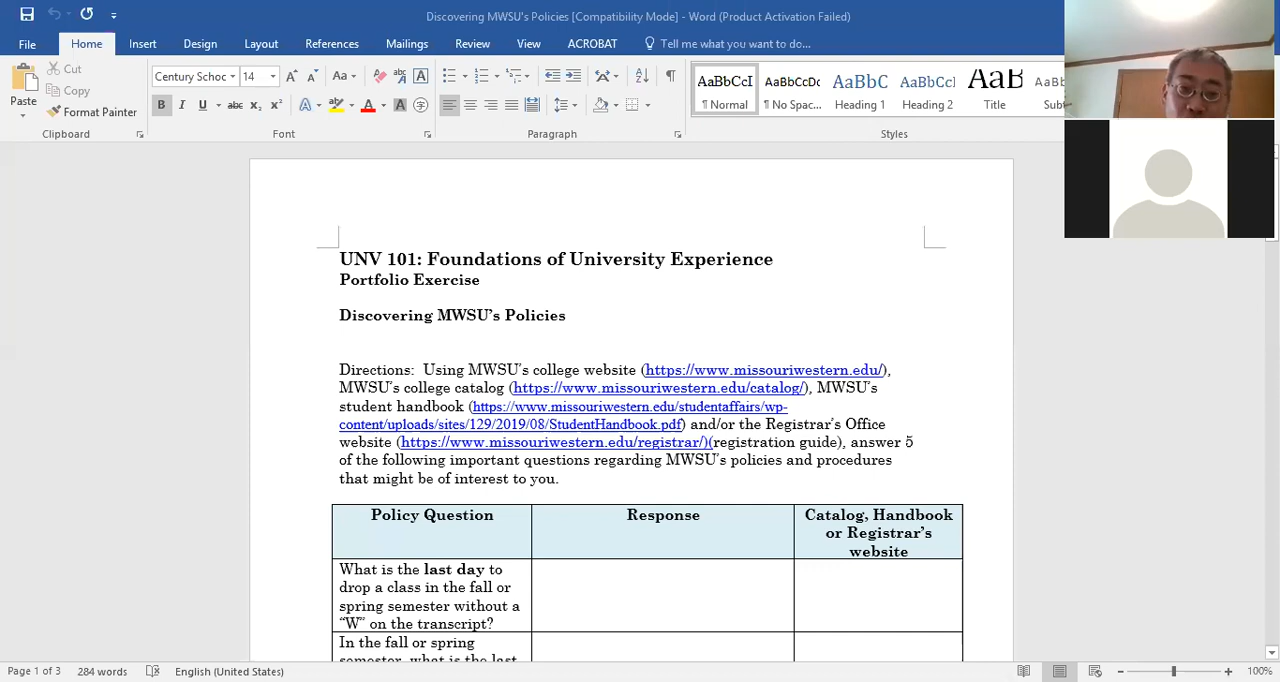 Discovering MWSU's Policies [Compatibility Mode] - Word (Product Activation Failed)
File Home Insert Design Layout References Mailings Review View ACROBAT Tell me what you want to do...
Paste
Cut
Copy
Format Painter
Century Schoc 14
AaBbCcI AaBbCcDc AaBbC AaBbCcI AaB AaBb
¶ Normal ¶ No Spac... Heading 1 Heading 2 Title Subt
Clipboard Font Paragraph Styles
UNV 101: Foundations of University Experience
Portfolio Exercise
Discovering MWSU's Policies
Directions: Using MWSU's college website (https://www.missouriwestern.edu/),
MWSU's college catalog (https://www.missouriwestern.edu/catalog/), MWSU's
student handbook (https://www.missouriwestern.edu/studentaffairs/wp-
content/uploads/sites/129/2019/08/StudentHandbook.pdf) and/or the Registrar's Office
website (https://www.missouriwestern.edu/registrar/)(registration guide), answer 5
of the following important questions regarding MWSU's policies and procedures
that might be of interest to you.
Policy Question
Response
Catalog, Handbook
or Registrar's
website
What is the last day to
drop a class in the fall or
spring semester without a
“W” on the transcript?
In the fall or spring
semester, what is the last
Page 1 of 3 284 words English (United States) 100%